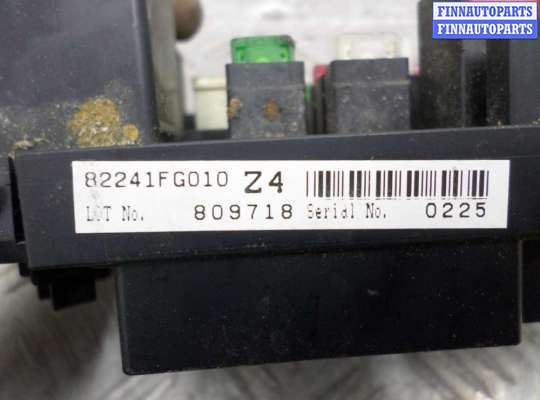 FINNAUTOPARTS
FINNAUTOPARTS
82241FG010 Z4
LOT No. 809718 Serial No. 0225